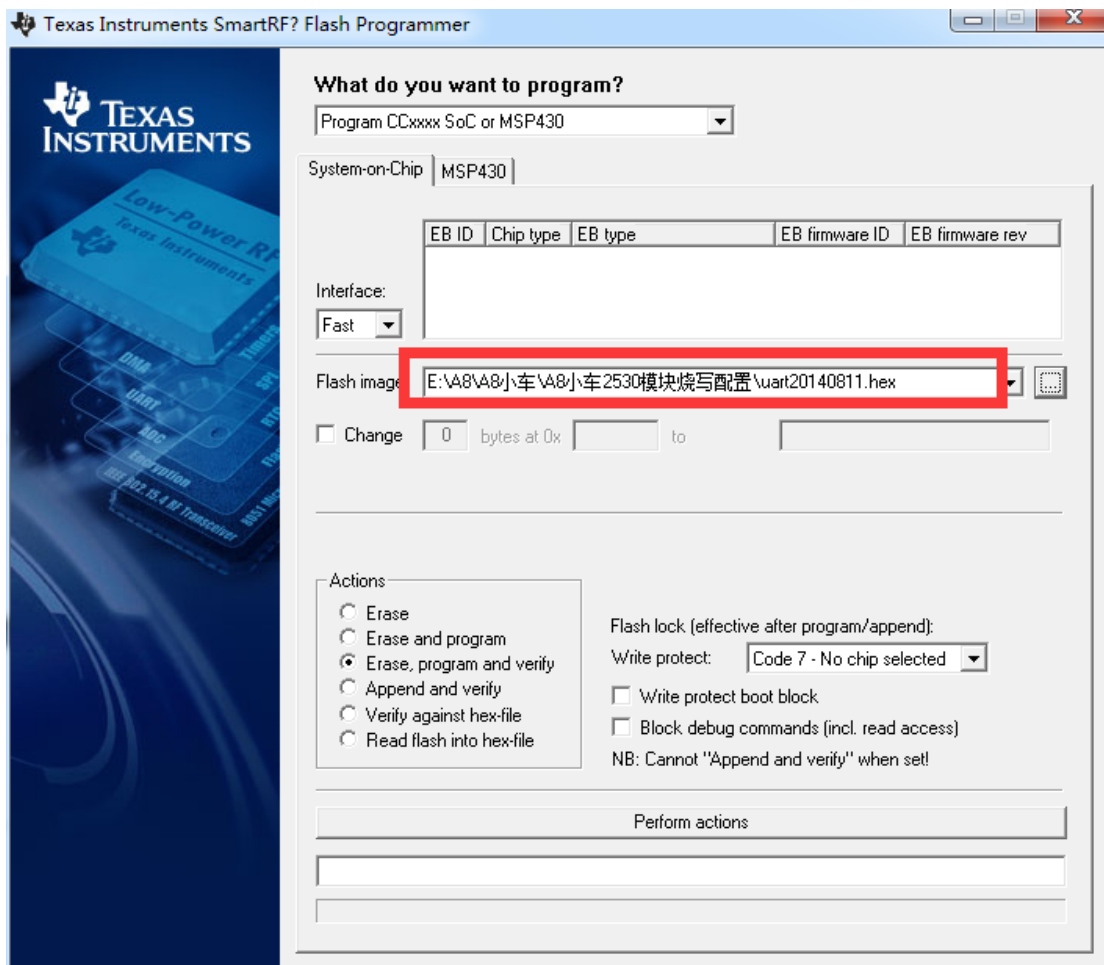 Texas Instruments SmartRF? Flash Programmer
TEXAS
INSTRUMENTS
Low-Power RF
Texas Instruments
DMA
UART
ADC
Encryption
IEEE 802.15.4 RF Transceiver
Timers
SPI
RTC
8051
What do you want to program?
Program CCxxxx SoC or MSP430
System-on-Chip MSP430
EB ID Chip type EB type EB firmware ID EB firmware rev
Interface:
Fast
Flash image E:\A8\A8小车\A8小车2530模块烧写配置\uart20140811.hex ...
Change 0 bytes at 0x to
Actions
Erase
Erase and program
Erase, program and verify
Append and verify
Verify against hex-file
Read flash into hex-file
Flash lock (effective after program/append):
Write protect: Code 7 - No chip selected
Write protect boot block
Block debug commands (incl. read access)
NB: Cannot "Append and verify" when set!
Perform actions